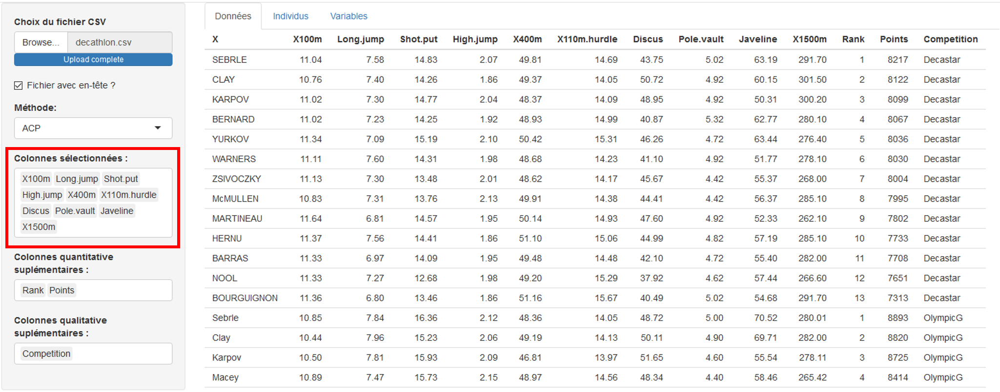 Choix du fichier CSV
Browse... decathlon.csv
Upload complete
Fichier avec en-tête ?
Méthode:
ACP
Colonnes sélectionnées :
X100m Long.jump Shot.put
High.jump X400m X110m.hurdle
Discus Pole.vault Javeline
X1500m
Colonnes quantitative
suplémentaires :
Rank Points
Colonnes qualitative
suplémentaires :
Competition
Données Individus Variables
X X100m Long.jump Shot.put High.jump X400m X110m.hurdle Discus Pole.vault Javeline X1500m Rank Points Competition
SEBRLE 11.04 7.58 14.83 2.07 49.81 14.69 43.75 5.02 63.19 291.70 1 8217 Decastar
CLAY 10.76 7.40 14.26 1.86 49.37 14.05 50.72 4.92 60.15 301.50 2 8122 Decastar
KARPOV 11.02 7.30 14.77 2.04 48.37 14.09 48.95 4.92 50.31 300.20 3 8099 Decastar
BERNARD 11.02 7.23 14.25 1.92 48.93 14.99 40.87 5.32 62.77 280.10 4 8067 Decastar
YURKOV 11.34 7.09 15.19 2.10 50.42 15.31 46.26 4.72 63.44 276.40 5 8036 Decastar
WARNERS 11.11 7.60 14.31 1.98 48.68 14.23 41.10 4.92 51.77 278.10 6 8030 Decastar
ZSIVOCZKY 11.13 7.30 13.48 2.01 48.62 14.17 45.67 4.42 55.37 268.00 7 8004 Decastar
McMULLEN 10.83 7.31 13.76 2.13 49.91 14.38 44.41 4.42 56.37 285.10 8 7995 Decastar
MARTINEAU 11.64 6.81 14.57 1.95 50.14 14.93 47.60 4.92 52.33 262.10 9 7802 Decastar
HERNU 11.37 7.56 14.41 1.86 51.10 15.06 44.99 4.82 57.19 285.10 10 7733 Decastar
BARRAS 11.33 6.97 14.09 1.95 49.48 14.48 42.10 4.72 55.40 282.00 11 7708 Decastar
NOOL 11.33 7.27 12.68 1.98 49.20 15.29 37.92 4.62 57.44 266.60 12 7651 Decastar
BOURGUIGNON 11.36 6.80 13.46 1.86 51.16 15.67 40.49 5.02 54.68 291.70 13 7313 Decastar
Sebrle 10.85 7.84 16.36 2.12 48.36 14.05 48.72 5.00 70.52 280.01 1 8893 OlympicG
Clay 10.44 7.96 15.23 2.06 49.19 14.13 50.11 4.90 69.71 282.00 2 8820 OlympicG
Karpov 10.50 7.81 15.93 2.09 46.81 13.97 51.65 4.60 55.54 278.11 3 8725 OlympicG
Macey 10.89 7.47 15.73 2.15 48.97 14.56 48.34 4.40 58.46 265.42 4 8414 OlympicG